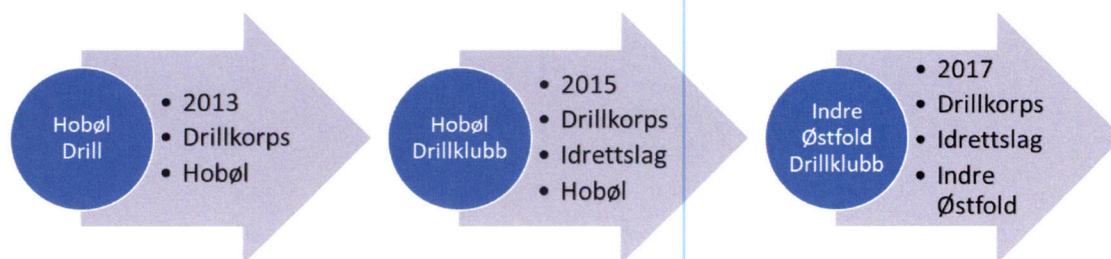 Hobøl
Drill
• 2013
• Drillkorps
• Hobøl
Hobøl
Drillklubb
• 2015
• Drillkorps
• Idrettslag
• Hobøl
Indre
Østfold
Drillklubb
• 2017
• Drillkorps
• Idrettslag
• Indre
Østfold